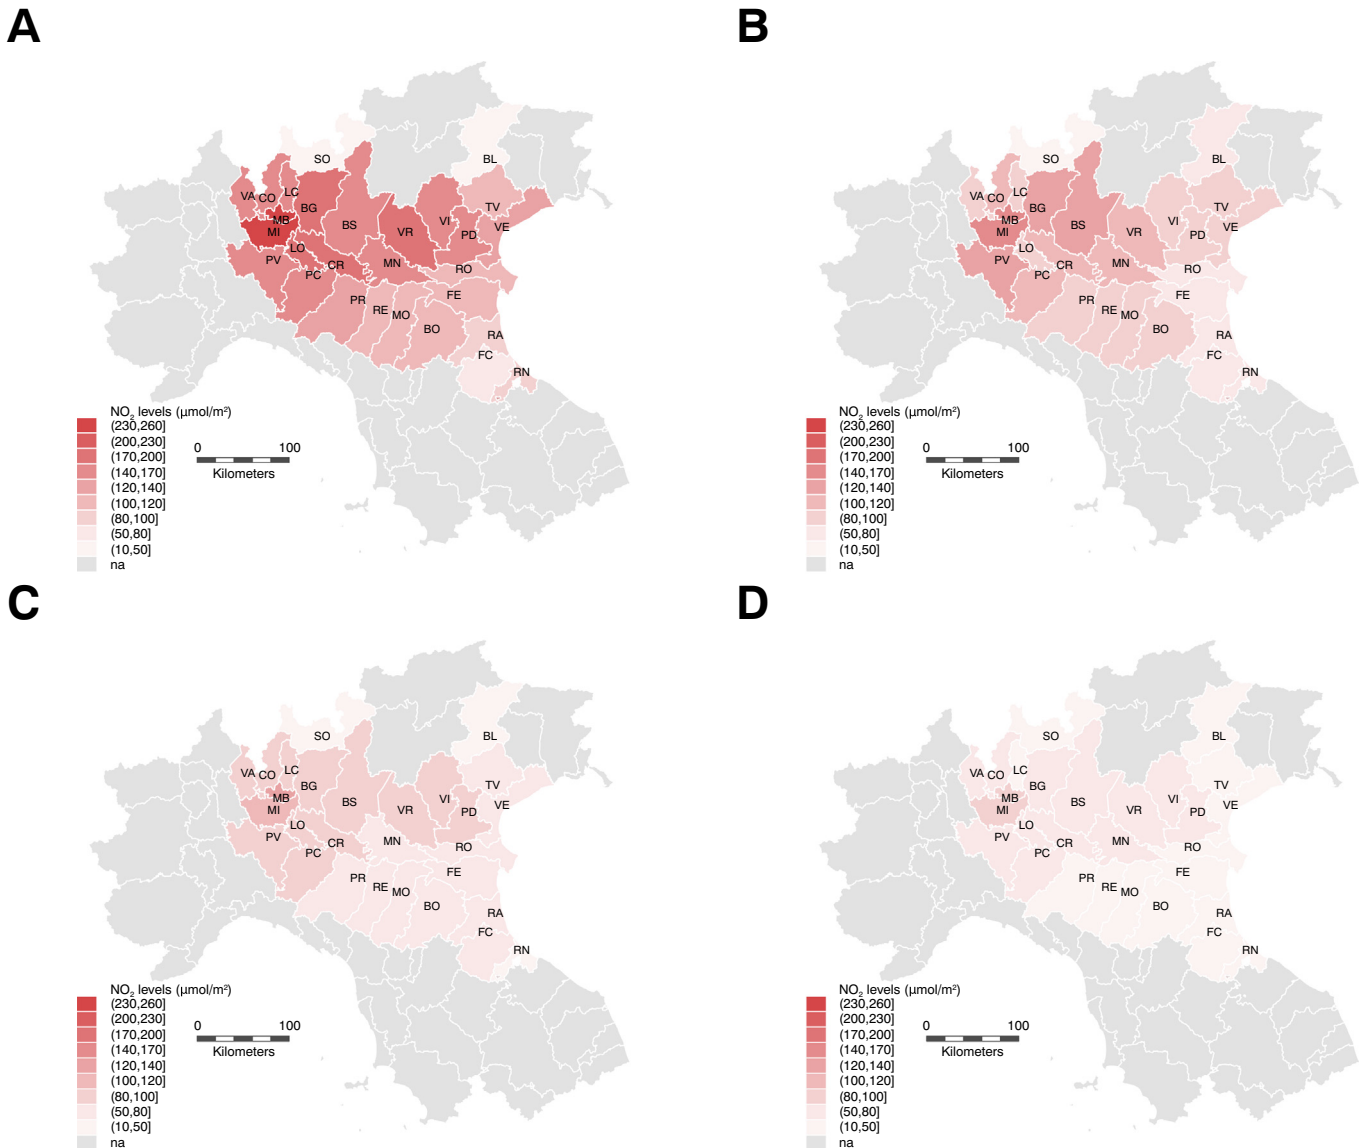 A
SO
BL
VA
CO
LC
BG
MB
MI
BS
VR
VI
TV
PD
VE
LO
PV
PC
CR
MN
RO
PR
RE
MO
FE
BO
RA
FC
RN
NO₂ levels (µmol/m²)
(230,260]
(200,230]
(170,200]
(140,170]
(120,140]
(100,120]
(80,100]
(50,80]
(10,50]
na
0 100
Kilometers
B
SO
BL
VA
CO
LC
BG
MB
MI
BS
VR
VI
TV
PD
VE
LO
PV
PC
CR
MN
RO
PR
RE
MO
FE
BO
RA
FC
RN
NO₂ levels (µmol/m²)
(230,260]
(200,230]
(170,200]
(140,170]
(120,140]
(100,120]
(80,100]
(50,80]
(10,50]
na
0 100
Kilometers
C
SO
BL
VA
CO
LC
BG
MB
MI
BS
VR
VI
TV
PD
VE
LO
PV
PC
CR
MN
RO
PR
RE
MO
FE
BO
RA
FC
RN
NO₂ levels (µmol/m²)
(230,260]
(200,230]
(170,200]
(140,170]
(120,140]
(100,120]
(80,100]
(50,80]
(10,50]
na
0 100
Kilometers
D
SO
BL
VA
CO
LC
BG
MB
MI
BS
VR
VI
TV
PD
VE
LO
PV
PC
CR
MN
RO
PR
RE
MO
FE
BO
RA
FC
RN
NO₂ levels (µmol/m²)
(230,260]
(200,230]
(170,200]
(140,170]
(120,140]
(100,120]
(80,100]
(50,80]
(10,50]
na
0 100
Kilometers